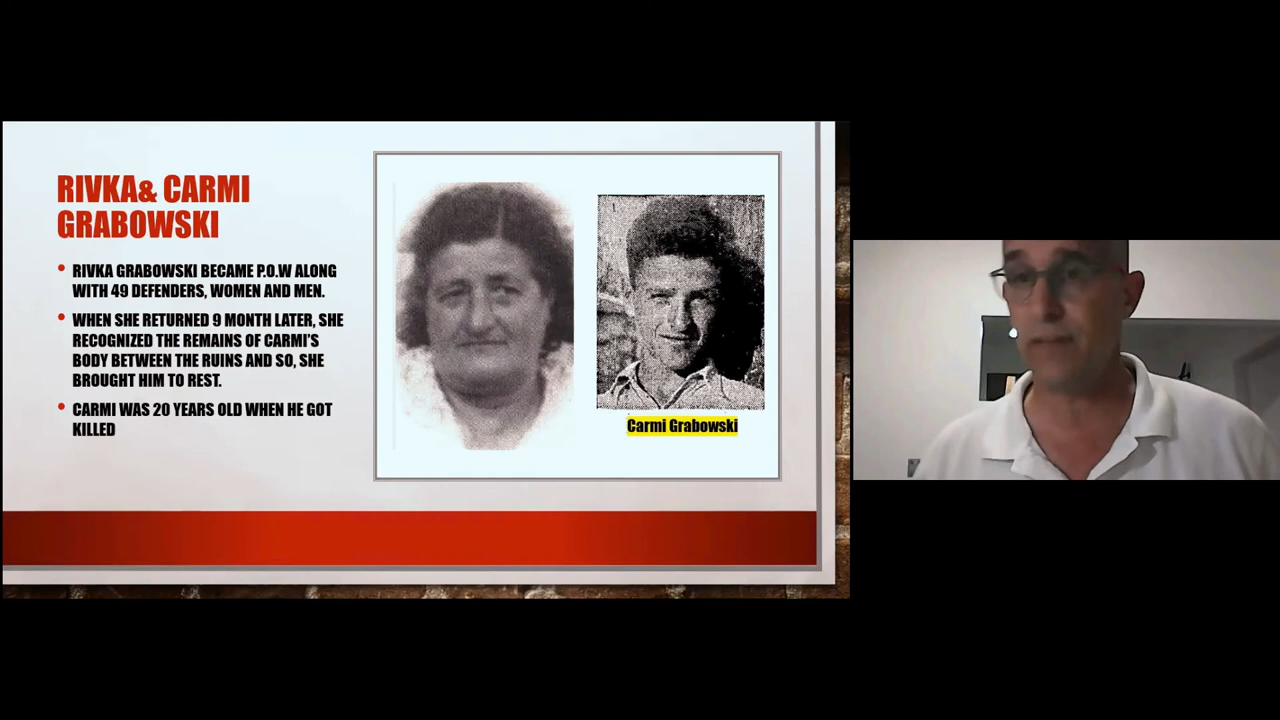 RIVKA& CARMI
GRABOWSKI
RIVKA GRABOWSKI BECAME P.O.W ALONG
WITH 49 DEFENDERS, WOMEN AND MEN.
WHEN SHE RETURNED 9 MONTH LATER, SHE
RECOGNIZED THE REMAINS OF CARMI'S
BODY BETWEEN THE RUINS AND SO, SHE
BROUGHT HIM TO REST.
CARMI WAS 20 YEARS OLD WHEN HE GOT
KILLED
Carmi Grabowski